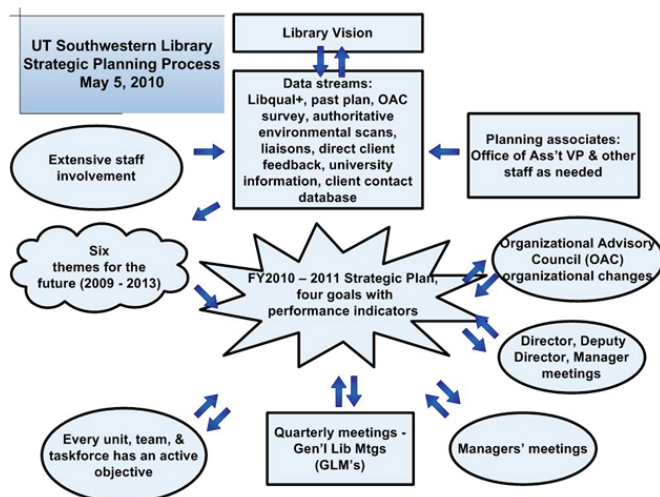 UT Southwestern Library
Strategic Planning Process
May 5, 2010
Library Vision
Data streams:
Libqual+, past plan, OAC
survey, authoritative
environmental scans,
liaisons, direct client
feedback, university
information, client contact
database
Extensive staff
involvement
Planning associates:
Office of Ass't VP & other
staff as needed
Six
themes for the
future (2009 - 2013)
FY2010 – 2011 Strategic Plan,
four goals with
performance indicators
Organizational Advisory
Council (OAC)
organizational changes
Director, Deputy
Director, Manager
meetings
Every unit, team, &
taskforce has an active
objective
Quarterly meetings -
Gen'l Lib Mtgs
(GLM's)
Managers' meetings